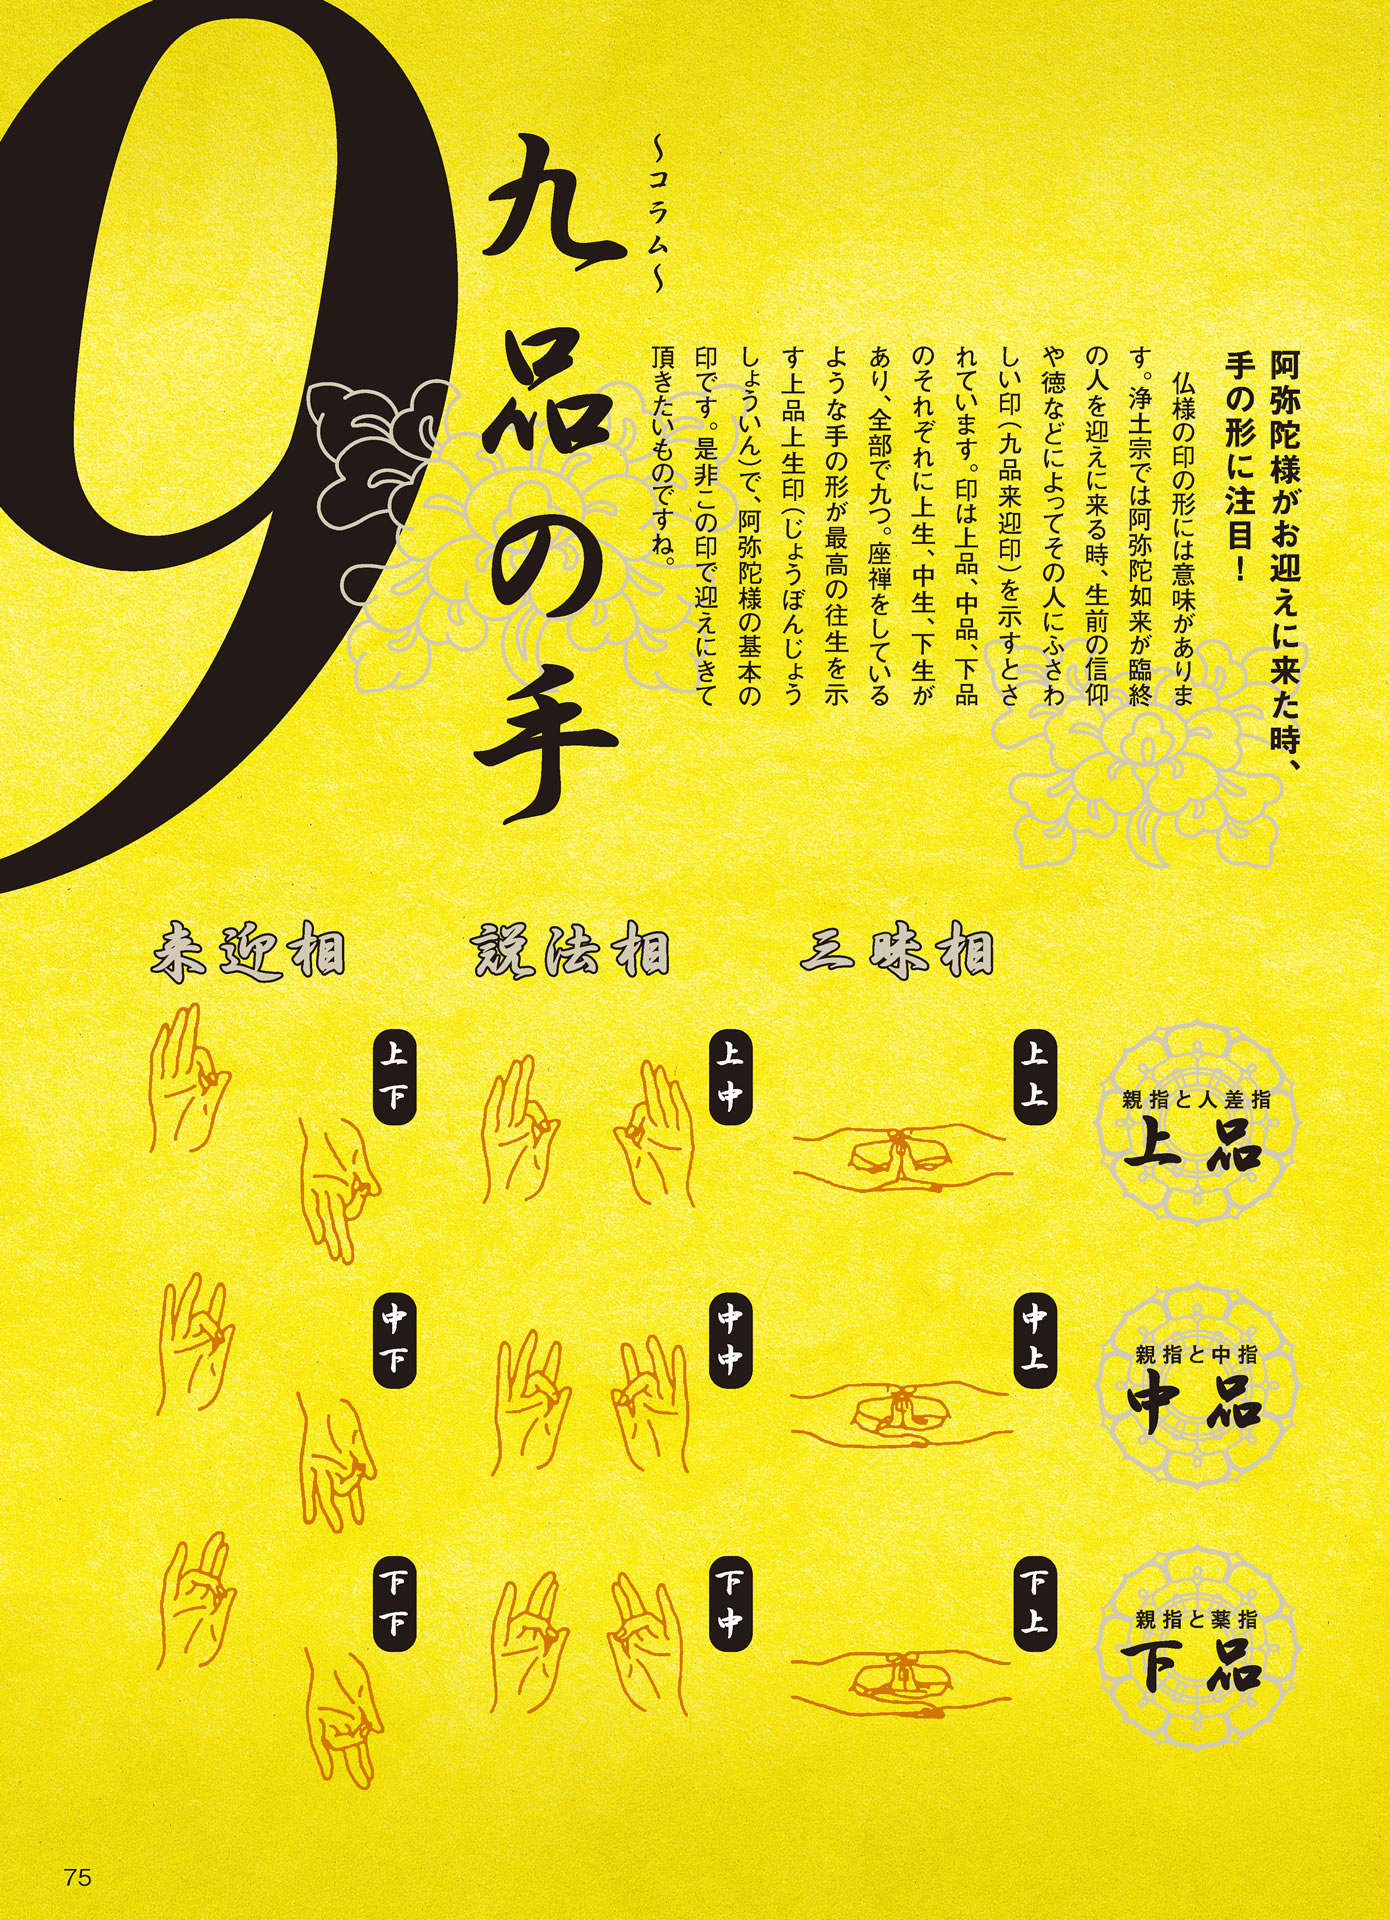 阿弥陀様がお迎えに来た時、
手の形に注目！
仏様の印の形には意味がありま
す。浄土宗では阿弥陀如来が臨終
の人を迎えに来る時、生前の信仰
や徳などによってその人にふさわ
しい印（九品来迎印）を示すとさ
れています。印は上品、中品、下品
のそれぞれに上生、中生、下生が
あり、全部で九つ。座禅をしている
ような手の形が最高の往生を示
す上品上生印（じょうぼんじょう
しょういん）で、阿弥陀様の基本の
印です。是非この印で迎えにきて
頂きたいものですね。
〜コラム〜
九品の手
9
三昧相
説法相
来迎相
親指と人差指
上品
上上
上中
上下
親指と中指
中品
中上
中中
中下
親指と薬指
下品
下上
下中
下下
75